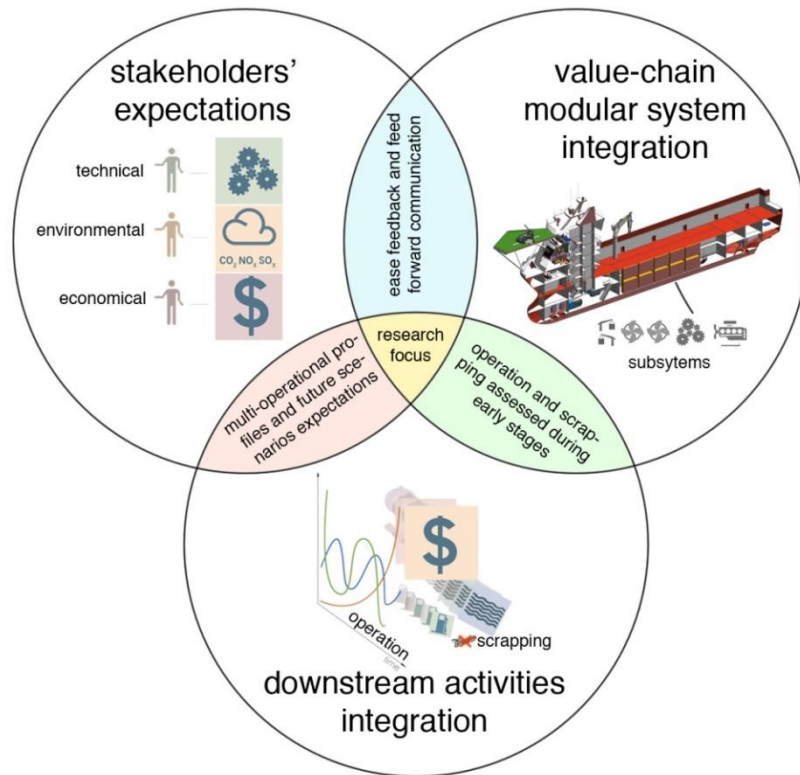 stakeholders'
expectations
technical
environmental
CO₂ NOₓ SOₓ
economical
value-chain
modular system
integration
subsytems
ease feedback and feed
forward communication
research
focus
multi-operational pro-
files and future sce-
narios expectations
operation and scrap-
ping assessed during
early stages
operation
time
scrapping
downstream activities
integration